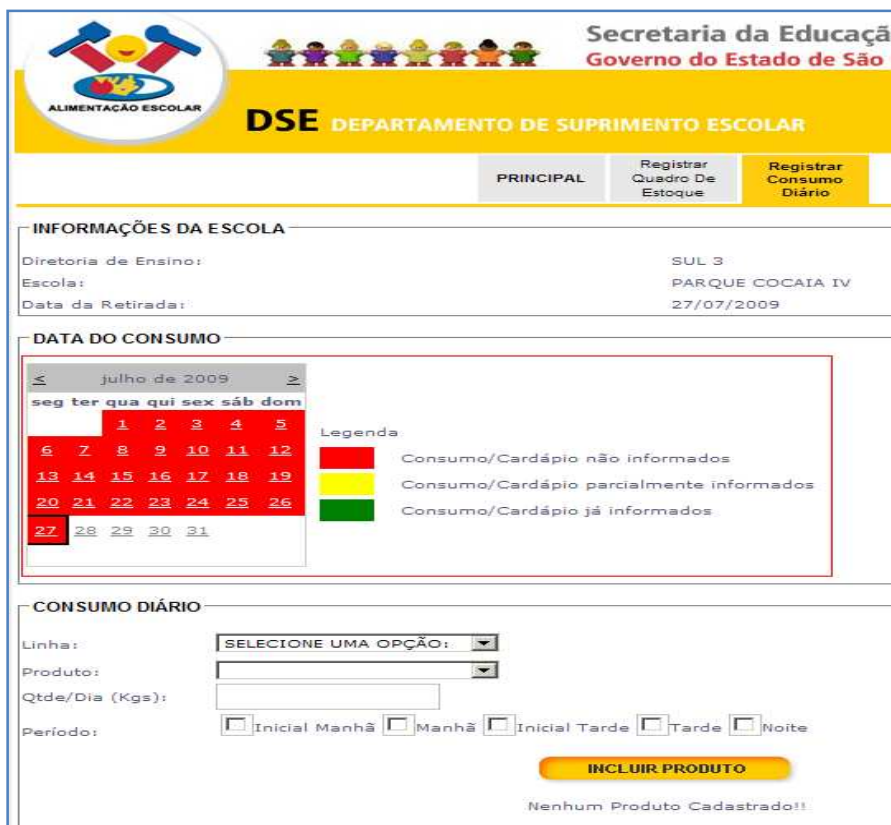 Secretaria da Educaçã
Governo do Estado de São
ALIMENTAÇÃO ESCOLAR
DSE DEPARTAMENTO DE SUPRIMENTO ESCOLAR
PRINCIPAL
Registrar Quadro De Estoque
Registrar Consumo Diário
INFORMAÇÕES DA ESCOLA
Diretoria de Ensino: SUL 3
Escola: PARQUE COCAIA IV
Data da Retirada: 27/07/2009
DATA DO CONSUMO
< julho de 2009 >
seg ter qua qui sex sáb dom
1 2 3 4 5
6 7 8 9 10 11 12
13 14 15 16 17 18 19
20 21 22 23 24 25 26
27 28 29 30 31
Legenda
Consumo/Cardápio não informados
Consumo/Cardápio parcialmente informados
Consumo/Cardápio já informados
CONSUMO DIÁRIO
Linha: SELECIONE UMA OPÇÃO:
Produto:
Qtde/Dia (Kgs):
Período: Inicial Manhã Manhã Inicial Tarde Tarde Noite
INCLUIR PRODUTO
Nenhum Produto Cadastrado!!